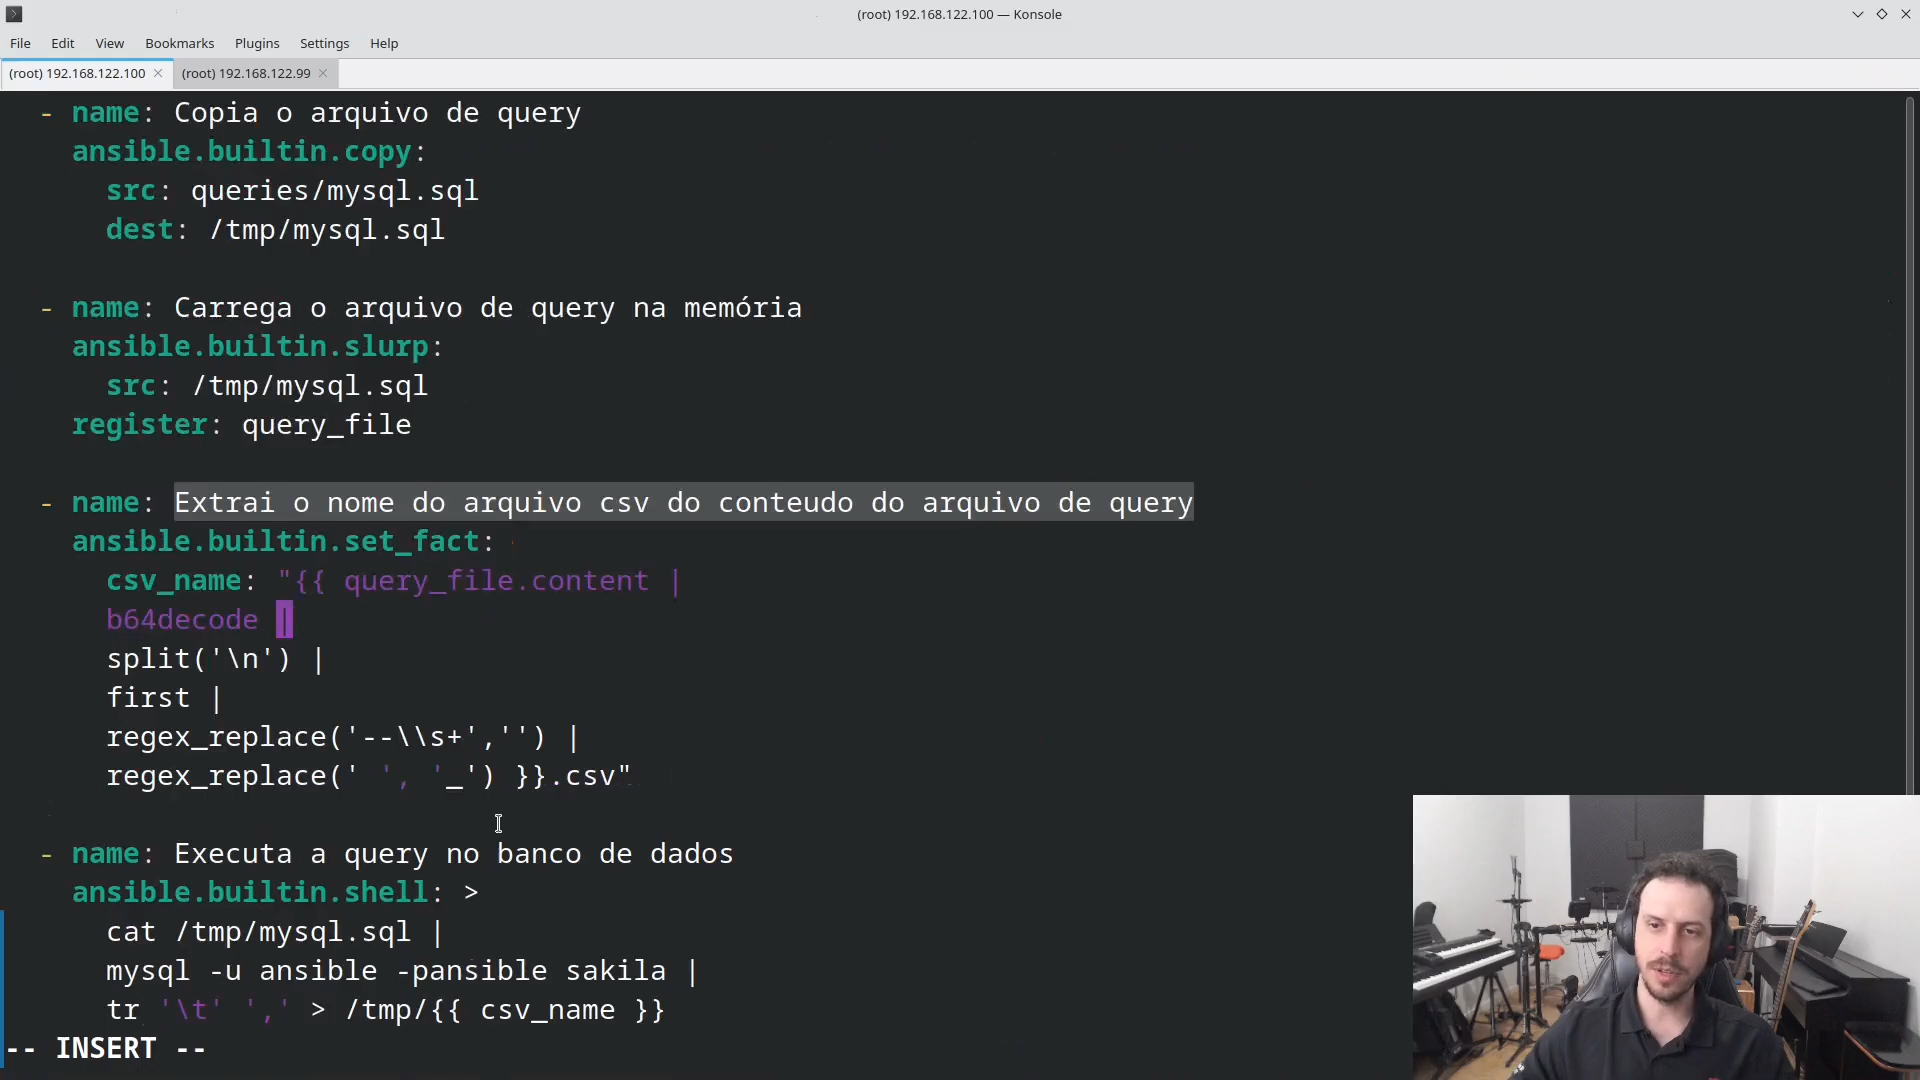 (root) 192.168.122.100 — Konsole
File Edit View Bookmarks Plugins Settings Help
(root) 192.168.122.100 (root) 192.168.122.99
- name: Copia o arquivo de query
ansible.builtin.copy:
src: queries/mysql.sql
dest: /tmp/mysql.sql
- name: Carrega o arquivo de query na memória
ansible.builtin.slurp:
src: /tmp/mysql.sql
register: query_file
- name: Extrai o nome do arquivo csv do conteudo do arquivo de query
ansible.builtin.set_fact:
csv_name: "{{ query_file.content |
b64decode |
split('\n') |
first |
regex_replace('--\\s+','') |
regex_replace(' ', '_') }}.csv"
- name: Executa a query no banco de dados
ansible.builtin.shell: >
cat /tmp/mysql.sql |
mysql -u ansible -pansible sakila |
tr '\t' ',' > /tmp/{{ csv_name }}
-- INSERT --